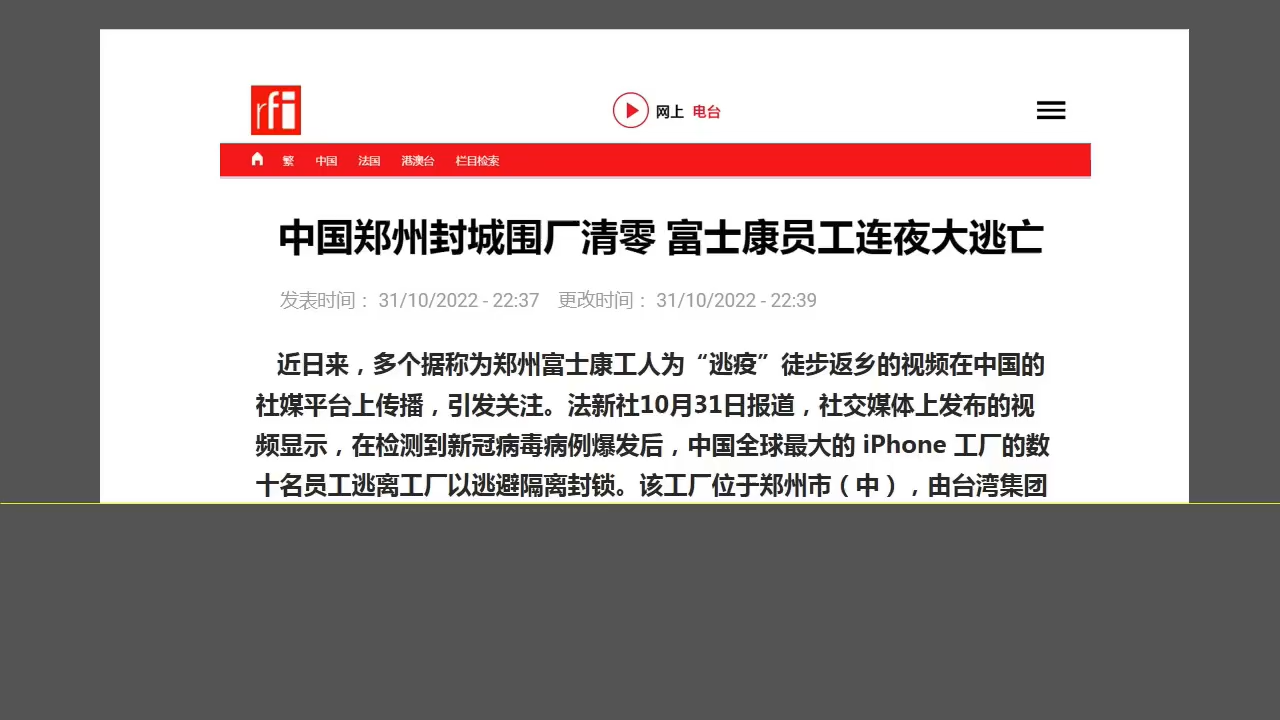 rfi
网上 电台
繁 中国 法国 港澳台 栏目检索
中国郑州封城围厂清零 富士康员工连夜大逃亡
发表时间： 31/10/2022 - 22:37 更改时间： 31/10/2022 - 22:39
近日来，多个据称为郑州富士康工人为“逃疫”徒步返乡的视频在中国的
社媒平台上传播，引发关注。法新社10月31日报道，社交媒体上发布的视
频显示，在检测到新冠病毒病例爆发后，中国全球最大的 iPhone 工厂的数
十名员工逃离工厂以逃避隔离封锁。该工厂位于郑州市（中），由台湾集团